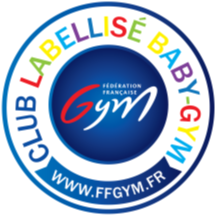 CLUB LABELLISÉ BABY-GYM
FÉDÉRATION
FRANÇAISE
Gym
WWW.FFGYM.FR